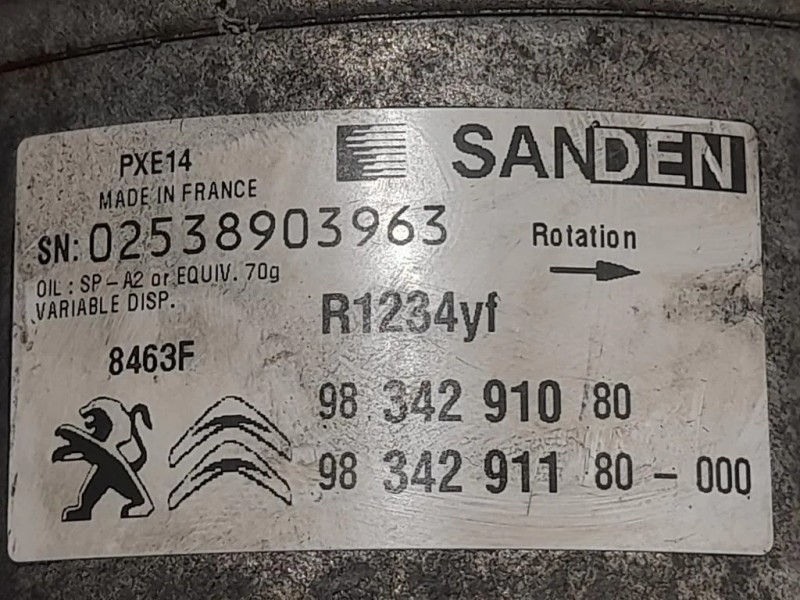 PXE14
SANDEN
MADE IN FRANCE
SN: 02538903963
Rotation
OIL : SP-A2 or EQUIV. 70g
VARIABLE DISP.
R1234yf
8463F
98 342 910 80
98 342 911 80 - 000